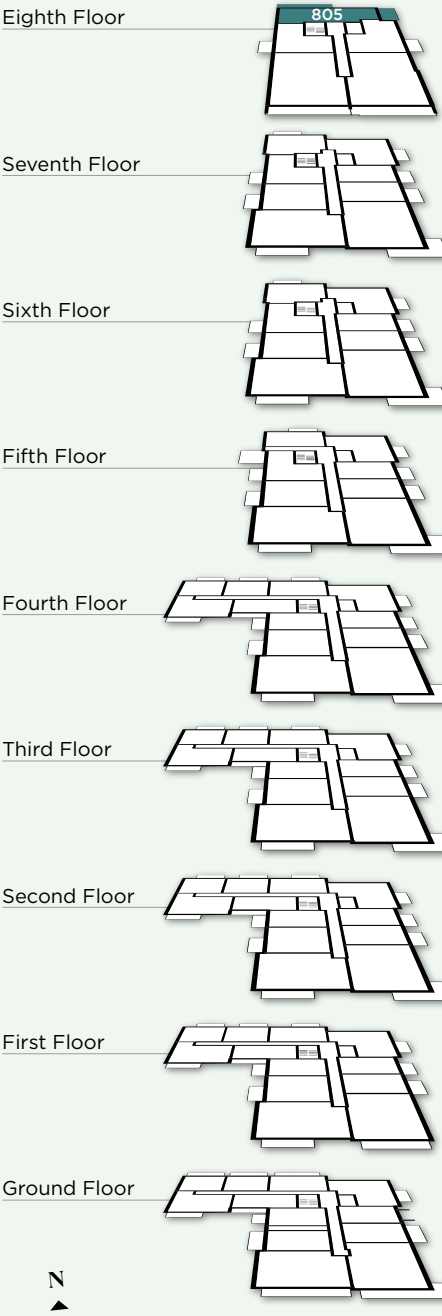 Eighth Floor
805
Seventh Floor
Sixth Floor
Fifth Floor
Fourth Floor
Third Floor
Second Floor
First Floor
Ground Floor
N